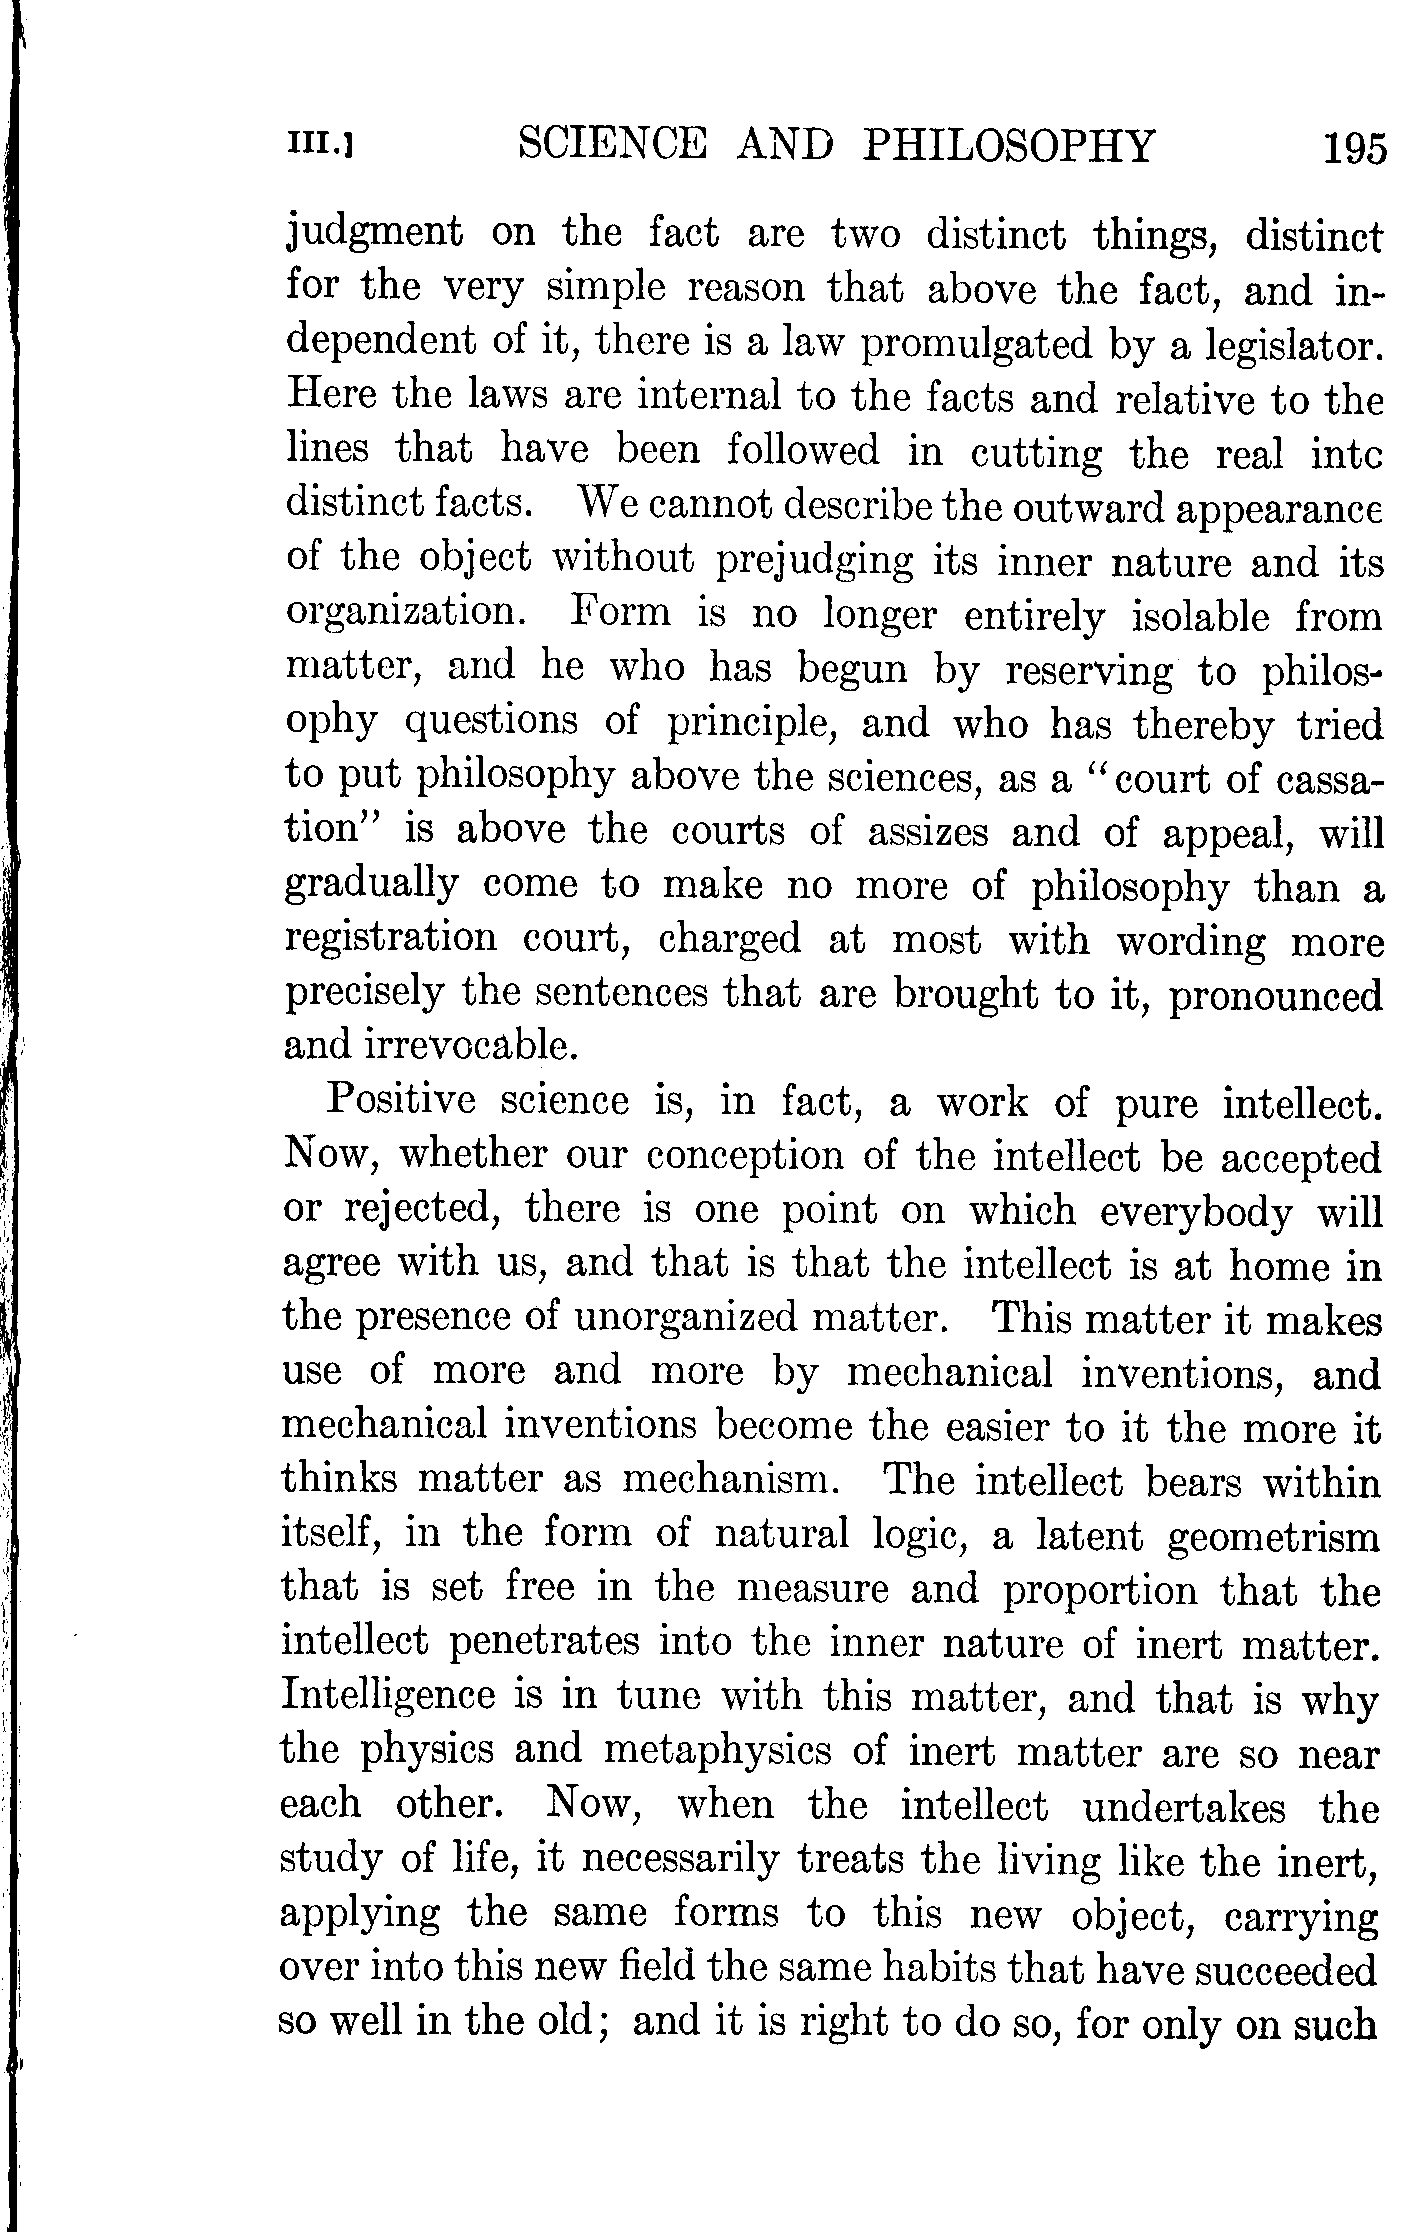 III.] SCIENCE AND PHILOSOPHY 195
judgment on the fact are two distinct things, distinct
for the very simple reason that above the fact, and in-
dependent of it, there is a law promulgated by a legislator.
Here the laws are internal to the facts and relative to the
lines that have been followed in cutting the real intc
distinct facts. We cannot describe the outward appearance
of the object without prejudging its inner nature and its
organization. Form is no longer entirely isolable from
matter, and he who has begun by reserving to philos-
ophy questions of principle, and who has thereby tried
to put philosophy above the sciences, as a "court of cassa-
tion" is above the courts of assizes and of appeal, will
gradually come to make no more of philosophy than a
registration court, charged at most with wording more
precisely the sentences that are brought to it, pronounced
and irrevocable.
Positive science is, in fact, a work of pure intellect.
Now, whether our conception of the intellect be accepted
or rejected, there is one point on which everybody will
agree with us, and that is that the intellect is at home in
the presence of unorganized matter. This matter it makes
use of more and more by mechanical inventions, and
mechanical inventions become the easier to it the more it
thinks matter as mechanism. The intellect bears within
itself, in the form of natural logic, a latent geometrism
that is set free in the measure and proportion that the
intellect penetrates into the inner nature of inert matter.
Intelligence is in tune with this matter, and that is why
the physics and metaphysics of inert matter are so near
each other. Now, when the intellect undertakes the
study of life, it necessarily treats the living like the inert,
applying the same forms to this new object, carrying
over into this new field the same habits that have succeeded
so well in the old; and it is right to do so, for only on such